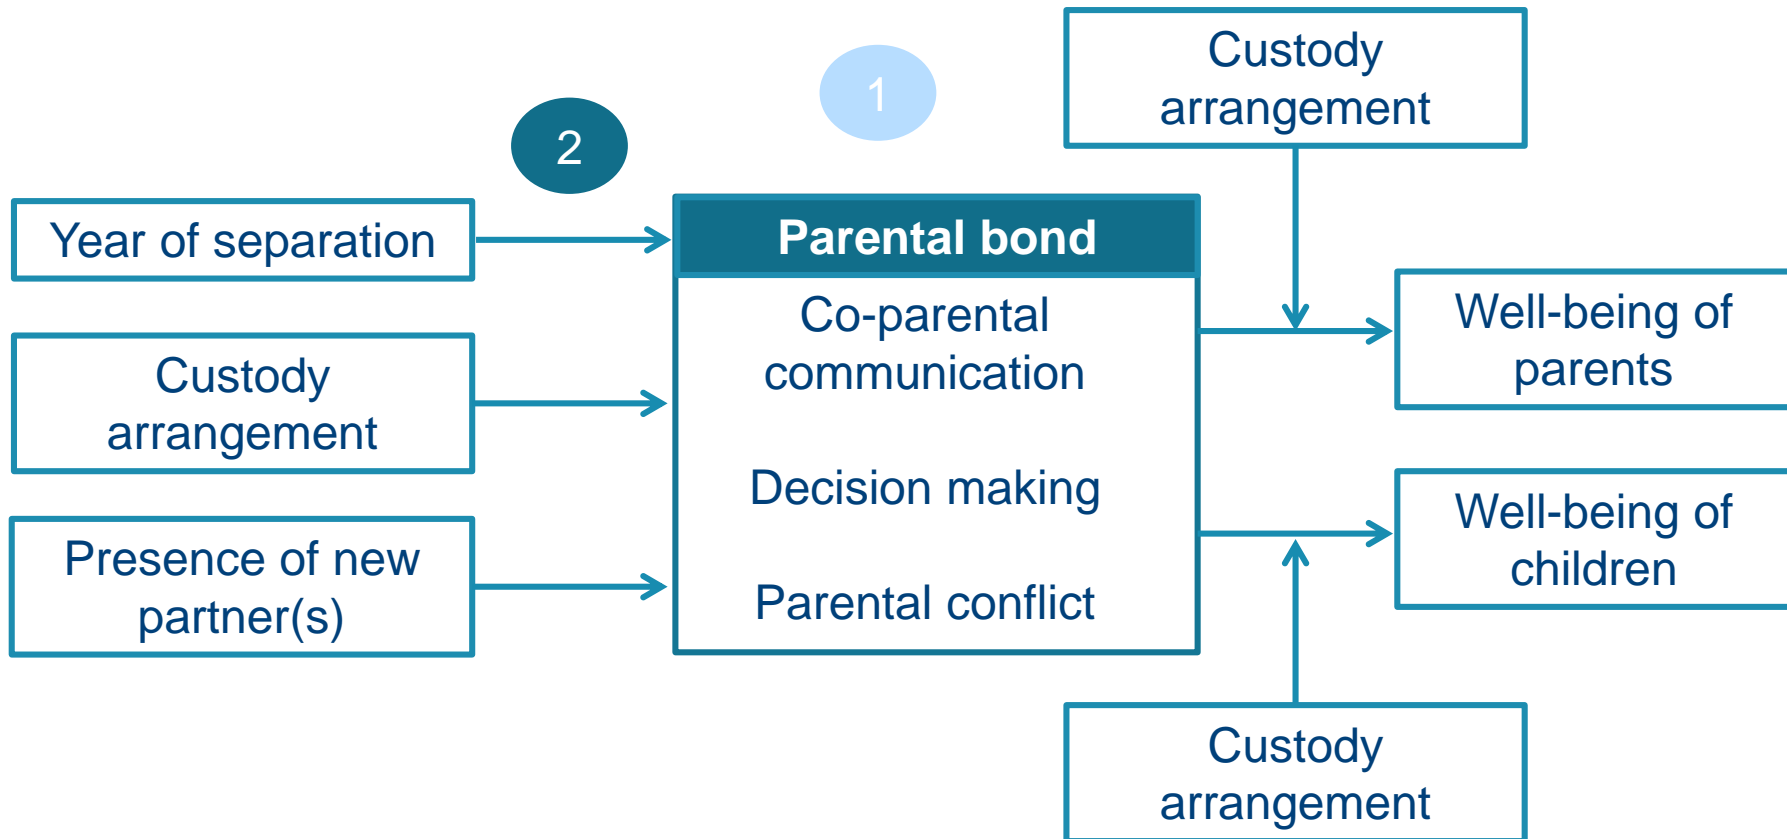 1
2
Custody
arrangement
Year of separation
Custody
arrangement
Presence of new
partner(s)
Parental bond
Co-parental
communication
Decision making
Parental conflict
Well-being of
parents
Well-being of
children
Custody
arrangement